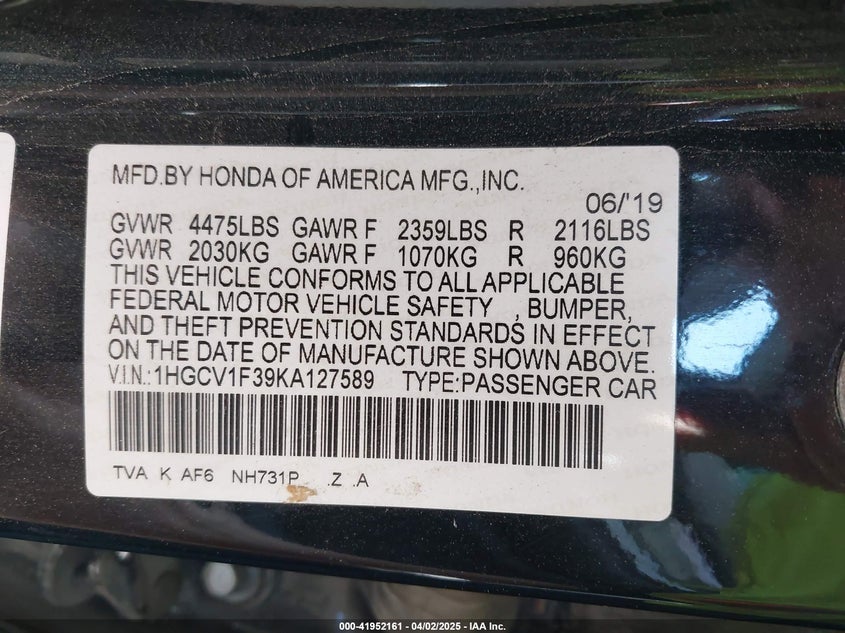 MFD.BY HONDA OF AMERICA MFG.,INC.
06/'19
GVWR 4475LBS GAWR F 2359LBS R 2116LBS
GVWR 2030KG GAWR F 1070KG R 960KG
THIS VEHICLE CONFORMS TO ALL APPLICABLE
FEDERAL MOTOR VEHICLE SAFETY , BUMPER,
AND THEFT PREVENTION STANDARDS IN EFFECT
ON THE DATE OF MANUFACTURE SHOWN ABOVE.
V.I.N.:1HGCV1F39KA127589 TYPE:PASSENGER CAR
TVA K AF6 NH731P .Z .A
000-41952161 - 04/02/2025 - IAA Inc.